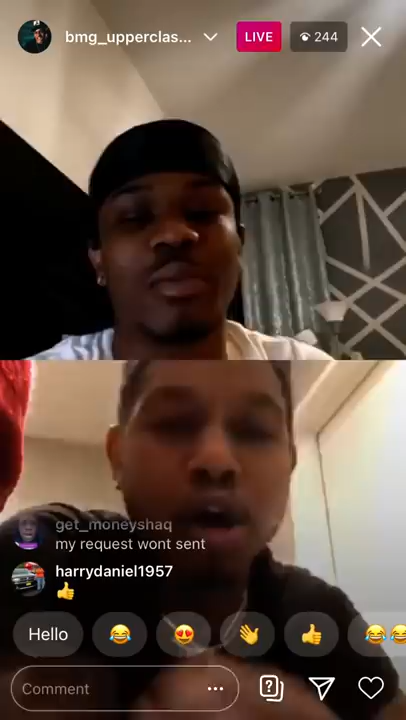 bmg_upperclas...
LIVE
244
get_moneyshaq
my request wont sent
harrydaniel1957
👍
Hello 😂 😍 👋 👍 😂😂
Comment